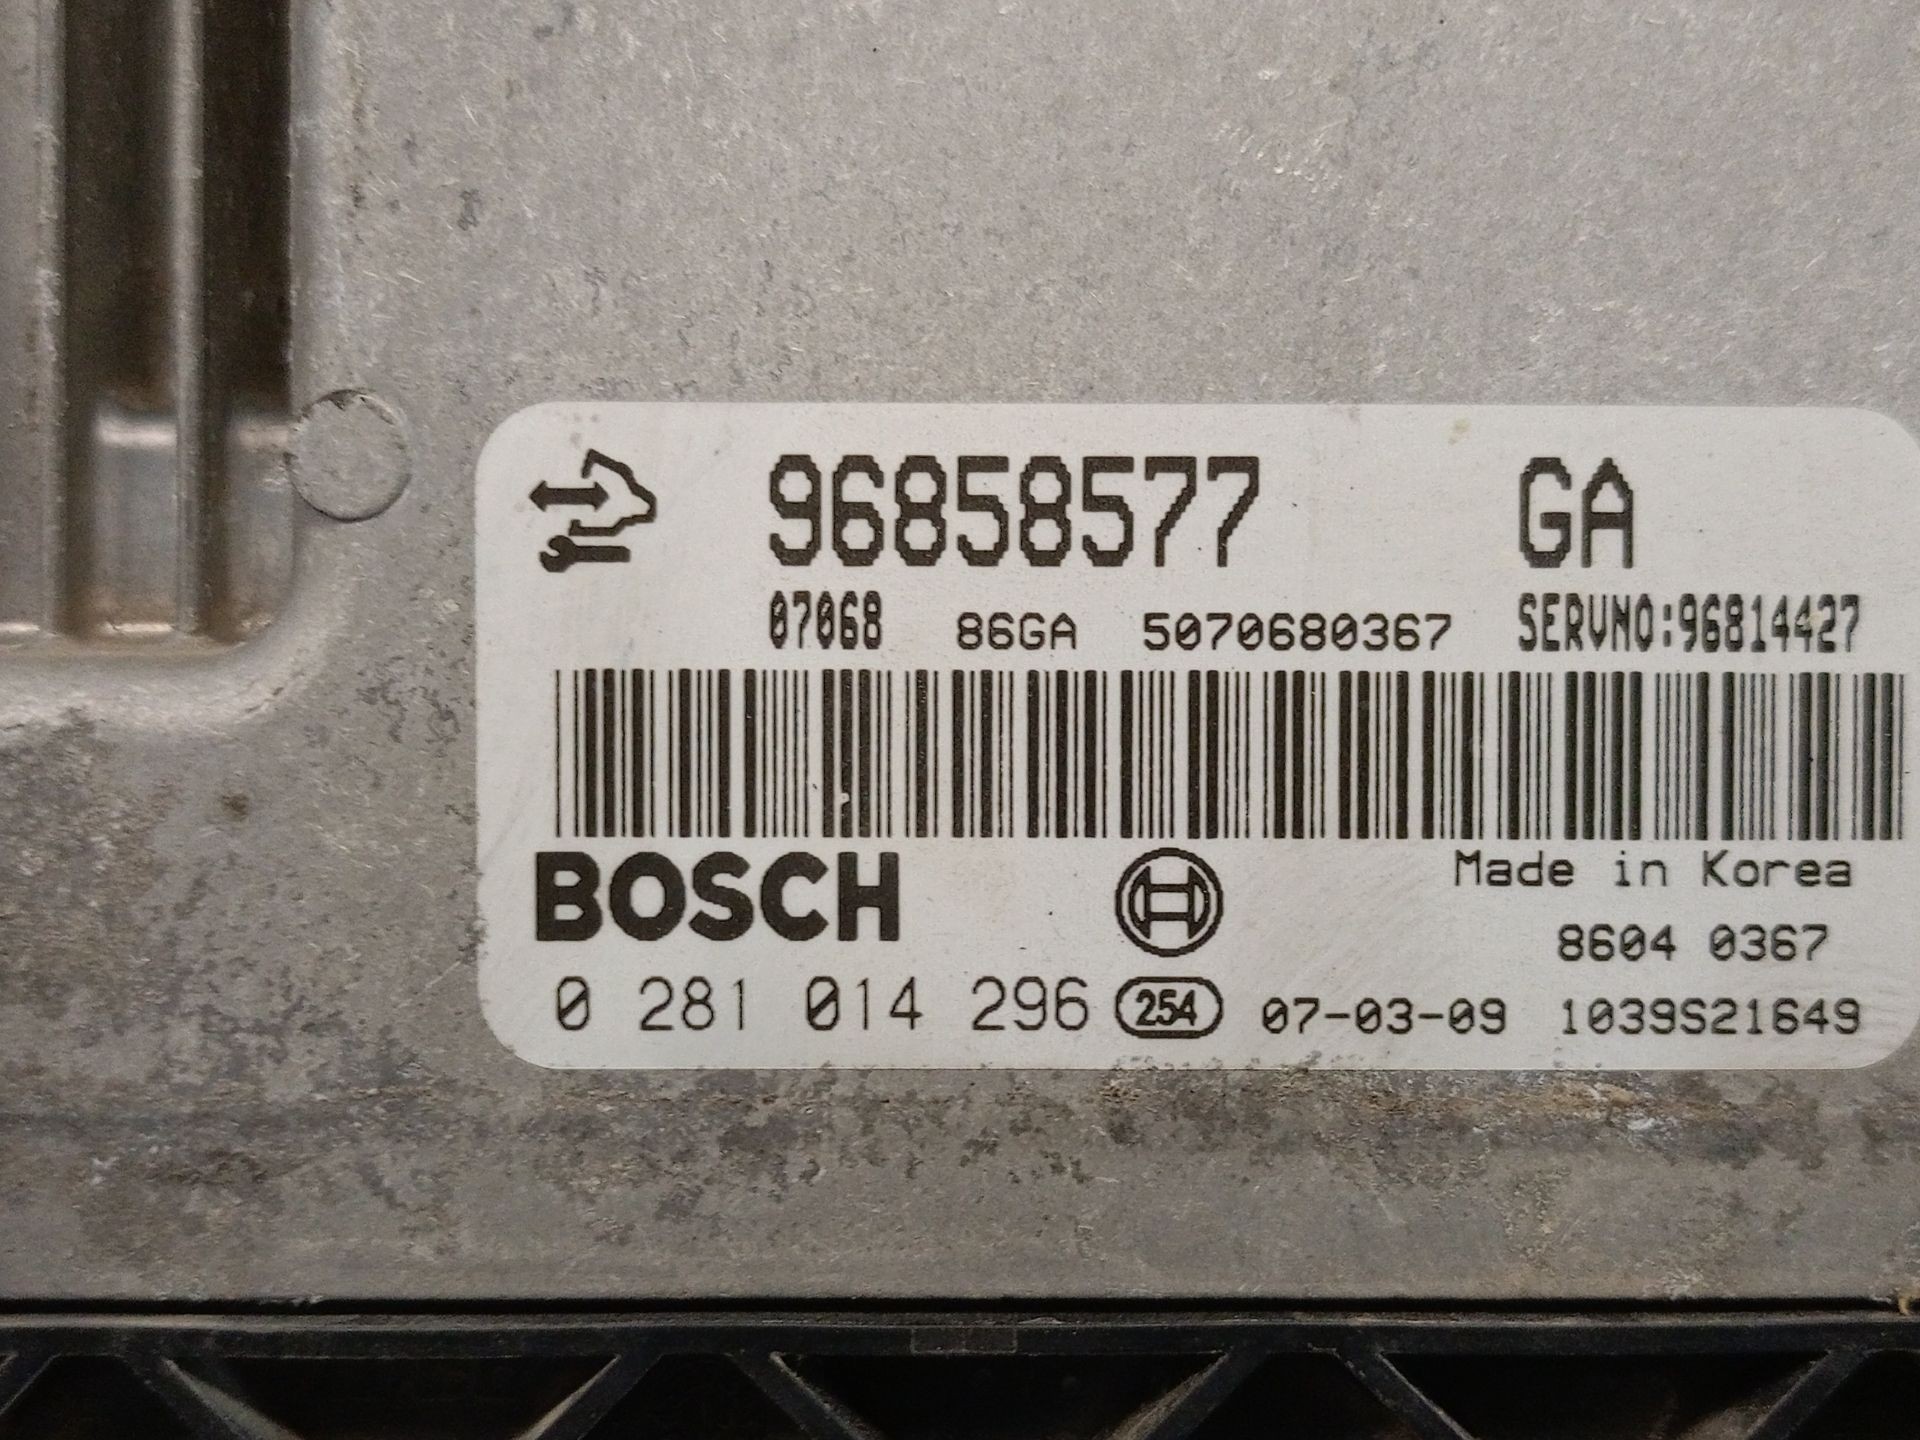 96858577 GA
07068 86GA 5070680367 SERVNO:96814427
BOSCH Made in Korea
8604 0367
0 281 014 296 254 07-03-09 1039S21649